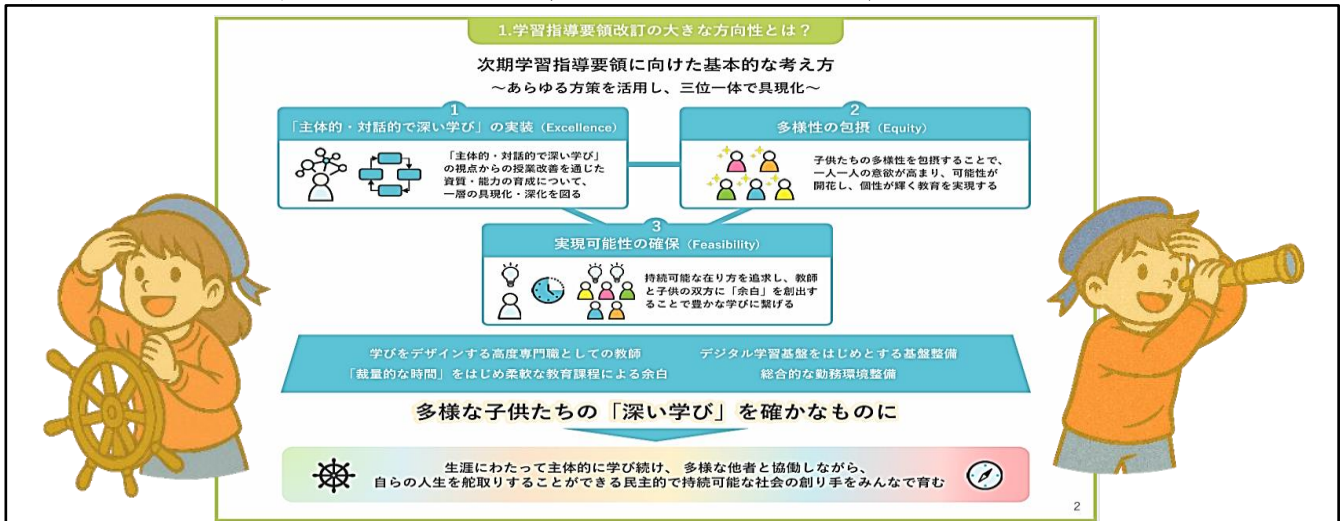 1.学習指導要領改訂の大きな方向性とは？
次期学習指導要領に向けた基本的な考え方
～あらゆる方策を活用し、三位一体で具現化～
1
「主体的・対話的で深い学び」の実装（Excellence）
「主体的・対話的で深い学び」
の視点からの授業改善を通じた
資質・能力の育成について、
一層の具現化・深化を図る
2
多様性の包摂（Equity）
子供たちの多様性を包摂することで、
一人一人の意欲が高まり、可能性が
開花し、個性が輝く教育を実現する
3
実現可能性の確保（Feasibility）
持続可能な在り方を追求し、教師
と子供の双方に「余白」を創出す
ることで豊かな学びに繋げる
学びをデザインする高度専門職としての教師
デジタル学習基盤をはじめとする基盤整備
「裁量的な時間」をはじめ柔軟な教育課程による余白
総合的な勤務環境整備
多様な子供たちの「深い学び」を確かなものに
生涯にわたって主体的に学び続け、多様な他者と協働しながら、
自らの人生を舵取りすることができる民主的で持続可能な社会の創り手をみんなで育む
2